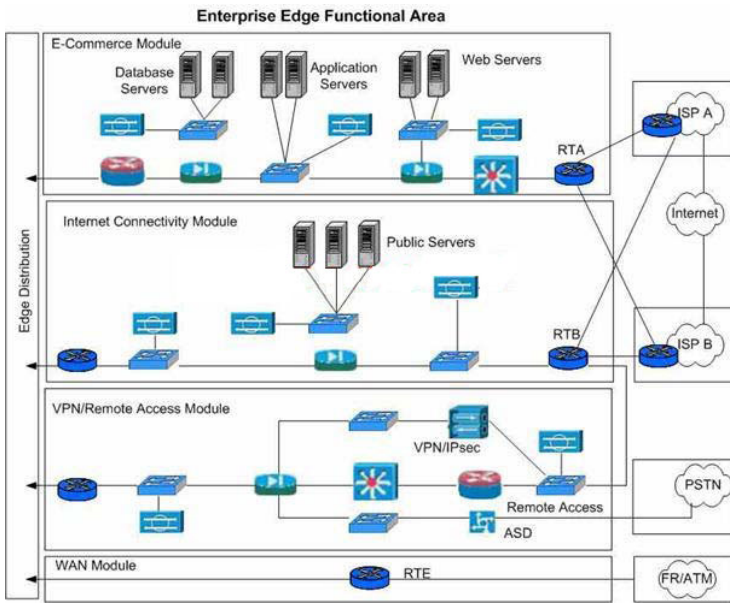 Enterprise Edge Functional Area
E-Commerce Module
Database
Servers
Application
Servers
Web Servers
RTA
ISP A
Internet Connectivity Module
Public Servers
Internet
Edge Distribution
RTB
ISP B
VPN/Remote Access Module
VPN/IPsec
Remote Access
PSTN
ASD
WAN Module
RTE
FR/ATM